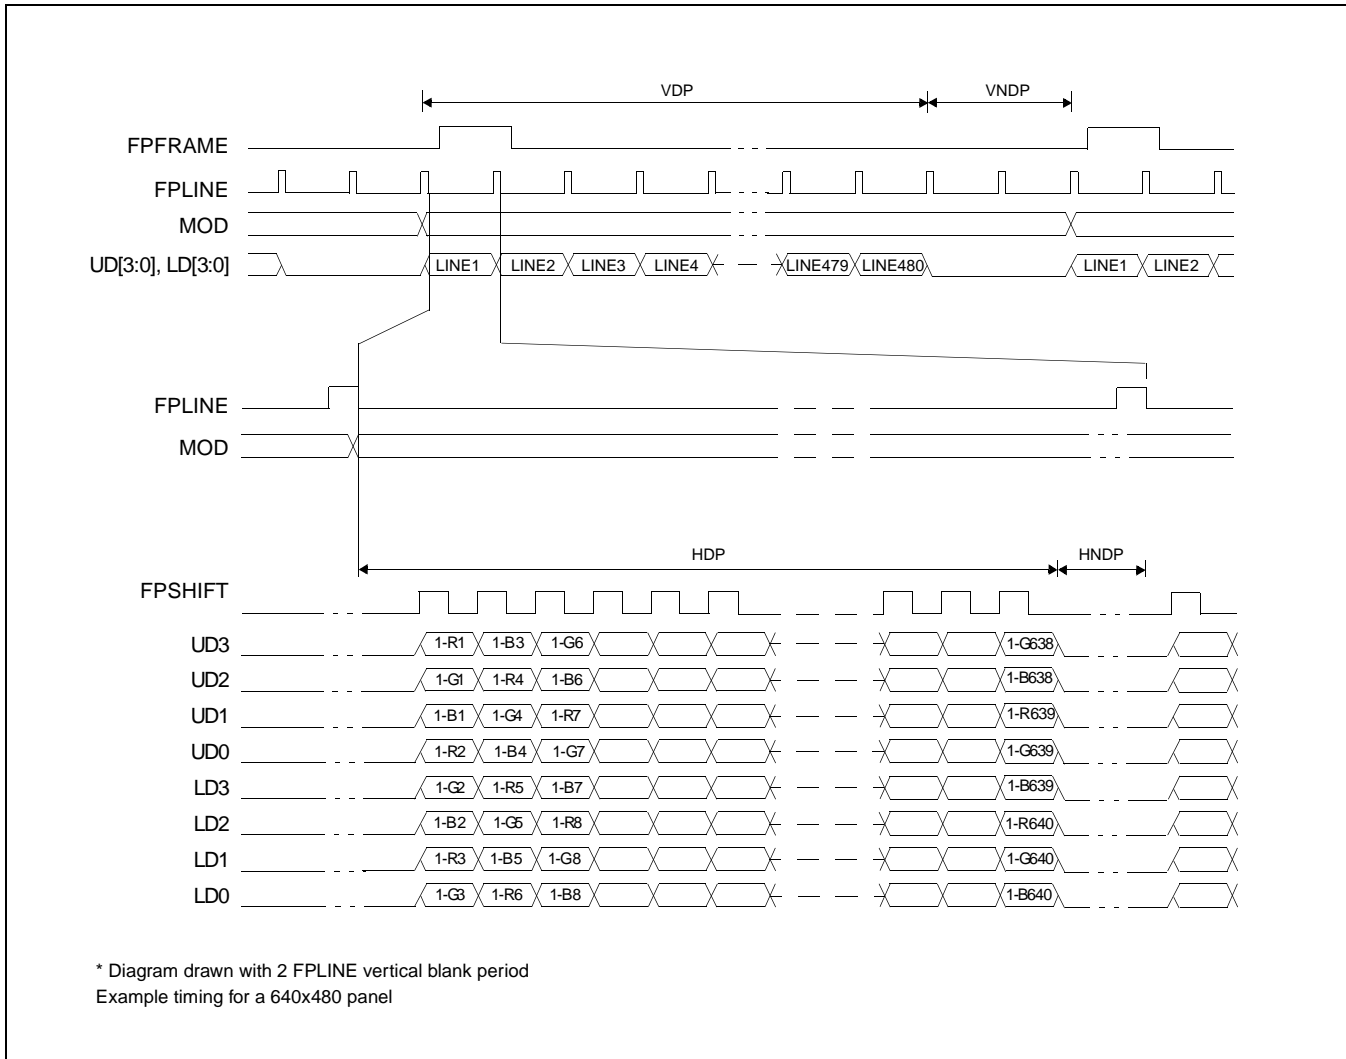 VDP VNDP
FPFRAME
FPLINE
MOD
UD[3:0], LD[3:0] LINE1 LINE2 LINE3 LINE4 LINE479 LINE480 LINE1 LINE2
FPLINE
MOD
HDP HNDP
FPSHIFT
UD3 1-R1 1-B3 1-G6 1-G638
UD2 1-G1 1-R4 1-B6 1-B638
UD1 1-B1 1-G4 1-R7 1-R639
UD0 1-R2 1-B4 1-G7 1-G639
LD3 1-G2 1-R5 1-B7 1-B639
LD2 1-B2 1-G5 1-R8 1-R640
LD1 1-R3 1-B5 1-G8 1-G640
LD0 1-G3 1-R6 1-B8 1-B640
* Diagram drawn with 2 FPLINE vertical blank period
Example timing for a 640x480 panel